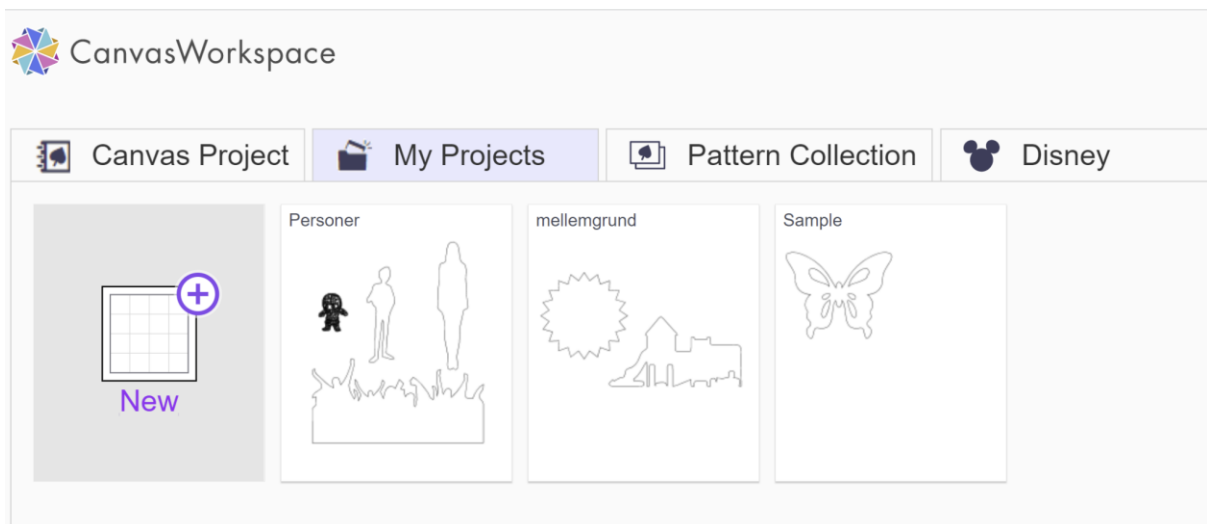 CanvasWorkspace
Canvas Project
My Projects
Pattern Collection
Disney
New
Personer
mellemgrund
Sample